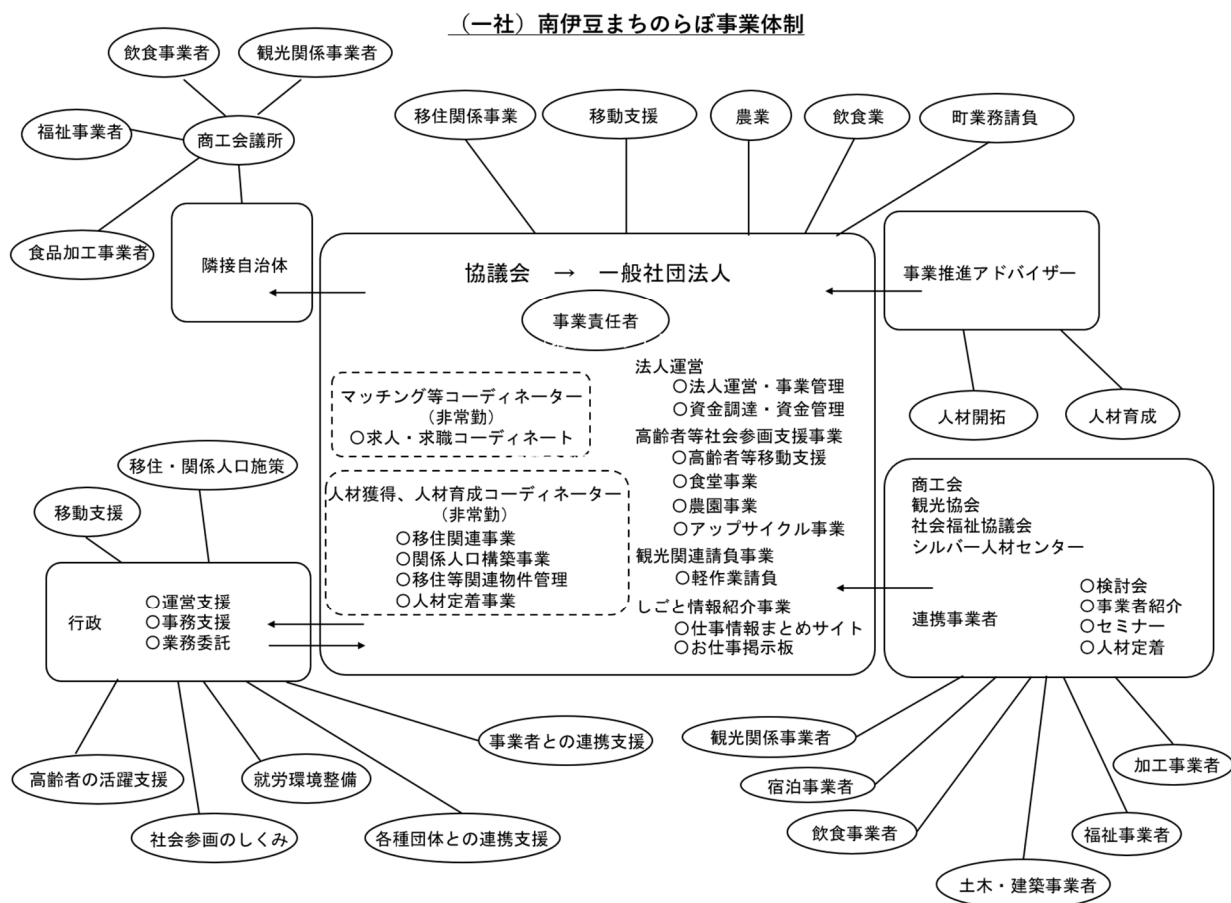 （一社）南伊豆まちのらぼ事業体制
飲食事業者
観光関係事業者
福祉事業者
商工会議所
食品加工事業者
隣接自治体
移住関係事業
移動支援
農業
飲食業
町業務請負
協議会　→　一般社団法人
事業責任者
マッチング等コーディネーター
（非常勤）
〇求人・求職コーディネート
人材獲得、人材育成コーディネーター
（非常勤）
〇移住関連事業
〇関係人口構築事業
〇移住等関連物件管理
〇人材定着事業
法人運営
〇法人運営・事業管理
〇資金調達・資金管理
高齢者等社会参画支援事業
〇高齢者等移動支援
〇食堂事業
〇農園事業
〇アップサイクル事業
観光関連請負事業
〇軽作業請負
しごと情報紹介事業
〇仕事情報まとめサイト
〇お仕事掲示板
事業推進アドバイザー
人材開拓
人材育成
商工会
観光協会
社会福祉協議会
シルバー人材センター
連携事業者
〇検討会
〇事業者紹介
〇セミナー
〇人材定着
観光関係事業者
宿泊事業者
飲食事業者
土木・建築事業者
福祉事業者
加工事業者
移住・関係人口施策
移動支援
行政
〇運営支援
〇事務支援
〇業務委託
高齢者の活躍支援
社会参画のしくみ
就労環境整備
各種団体との連携支援
事業者との連携支援